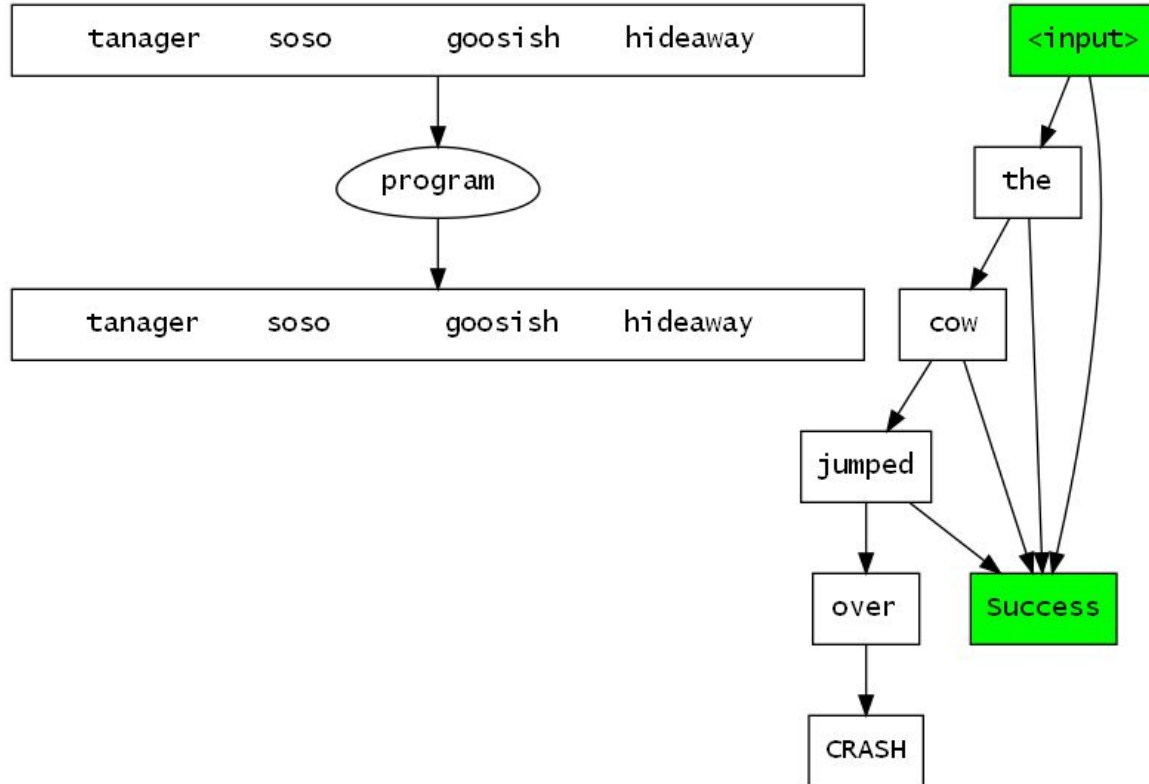 tanager soso goosish hideaway
<input>
program
the
tanager soso goosish hideaway
cow
jumped
over
Success
CRASH